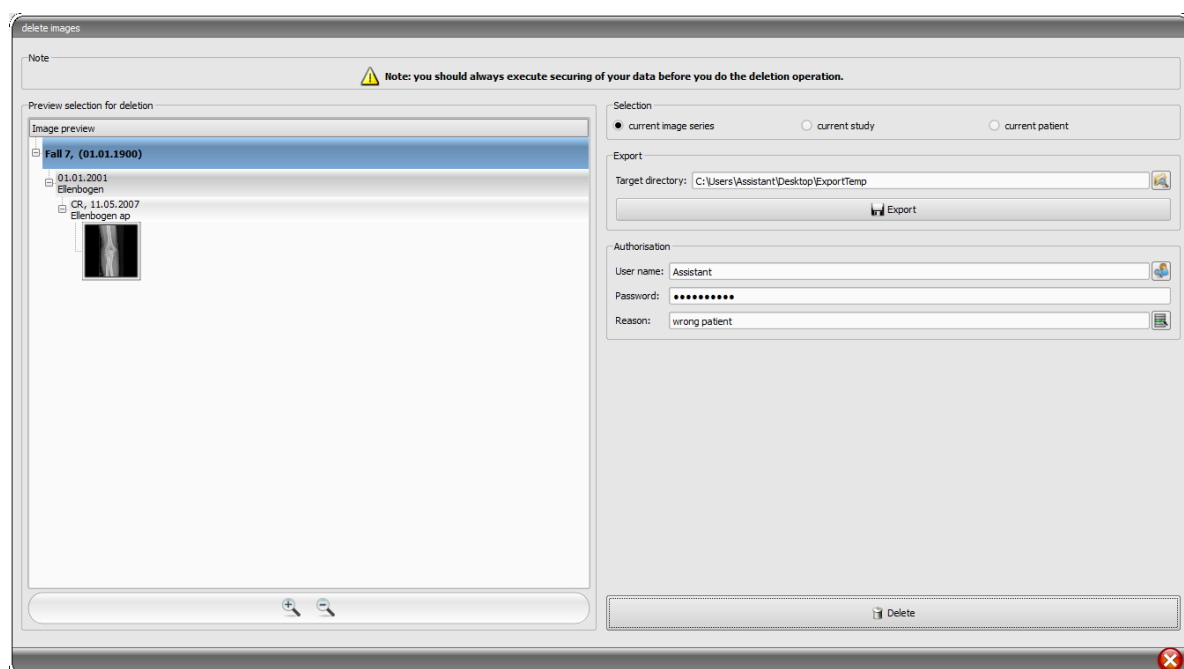 delete images
Note
Note: you should always execute securing of your data before you do the deletion operation.
Preview selection for deletion
Image preview
Fall 7, (01.01.1900)
01.01.2001
Ellenbogen
CR, 11.05.2007
Ellenbogen ap
Selection
current image series current study current patient
Export
Target directory: C:\Users\Assistant\Desktop\ExportTemp
Export
Authorisation
User name: Assistant
Password: ••••••••••
Reason: wrong patient
Delete